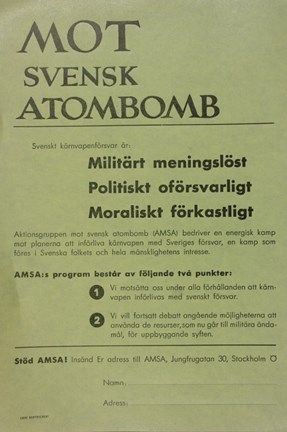 MOT
SVENSK
ATOMBOMB
Svenskt kärnvapenförsvar är:
Militärt meningslöst
Politiskt oförsvarligt
Moraliskt förkastligt
Aktionsgruppen mot svensk atombomb (AMSA) bedriver en energisk kamp
mot planerna att införliva kärnvapen med Sveriges försvar, en kamp som
föres i Svenska folkets och hela mänsklighetens intresse.
AMSA:s program består av följande två punkter:
1 Vi motsätta oss under alla förhållanden att kärn-
vapen införlivas med svenskt försvar.
2 Vi vill fortsatt debatt angående möjligheterna att
använda de resurser, som nu går till militära ända-
mål, för uppbyggande syften.
Stöd AMSA! Insänd Er adress till AMSA, Jungfrugatan 30, Stockholm Ö
Namn:
Adress: